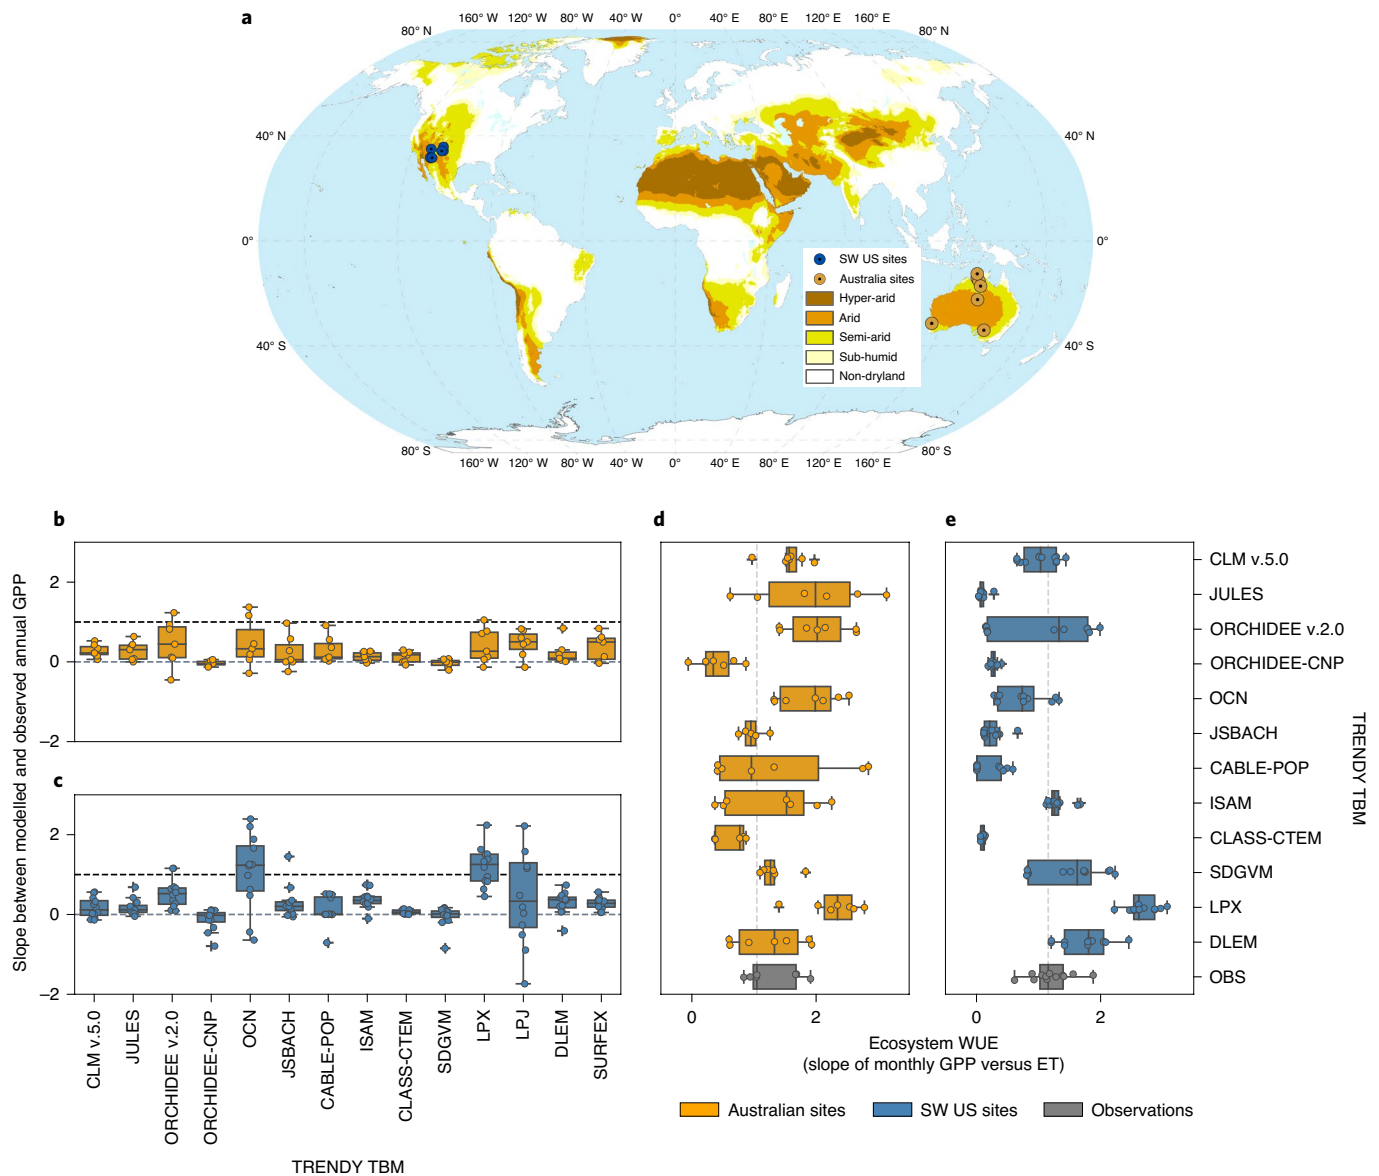 a
160° W 120° W 80° W 40° W 0° 40° E 80° E 120° E 160° E
80° N 80° N
40° N 40° N
0° 0°
40° S 40° S
80° S 80° S
160° W 120° W 80° W 40° W 0° 40° E 80° E 120° E 160° E
SW US sites
Australia sites
Hyper-arid
Arid
Semi-arid
Sub-humid
Non-dryland
b
2
0
–2
c
2
0
–2
Slope between modelled and observed annual GPP
CLM v.5.0
JULES
ORCHIDEE v.2.0
ORCHIDEE-CNP
OCN
JSBACH
CABLE-POP
ISAM
CLASS-CTEM
SDGVM
LPX
LPJ
DLEM
SURFEX
TRENDY TBM
d
0 2
e
0 2
CLM v.5.0
JULES
ORCHIDEE v.2.0
ORCHIDEE-CNP
OCN
JSBACH
CABLE-POP
ISAM
CLASS-CTEM
SDGVM
LPX
DLEM
OBS
TRENDY TBM
Ecosystem WUE
(slope of monthly GPP versus ET)
Australian sites SW US sites Observations